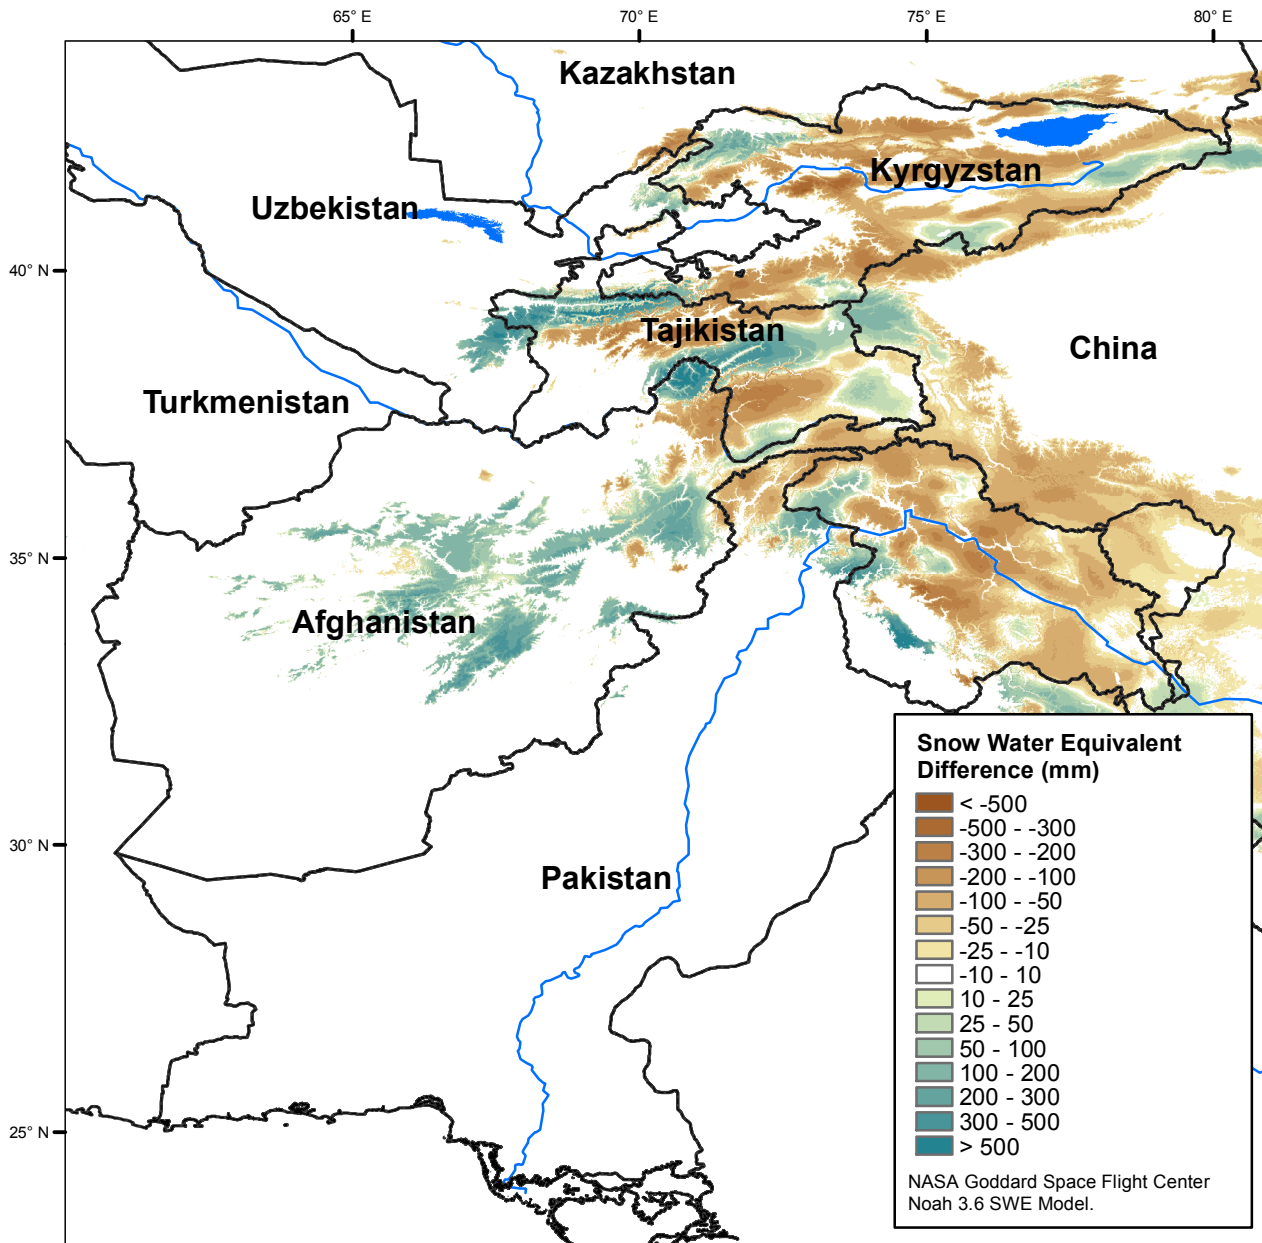 65° E
70° E
75° E
80° E
Kazakhstan
Kyrgyzstan
Uzbekistan
40° N
Tajikistan
China
Turkmenistan
35° N
Afghanistan
Snow Water Equivalent
Difference (mm)
< -500
-500 - -300
-300 - -200
-200 - -100
-100 - -50
-50 - -25
-25 - -10
-10 - 10
10 - 25
25 - 50
50 - 100
100 - 200
200 - 300
300 - 500
> 500
NASA Goddard Space Flight Center
Noah 3.6 SWE Model.
30° N
Pakistan
25° N